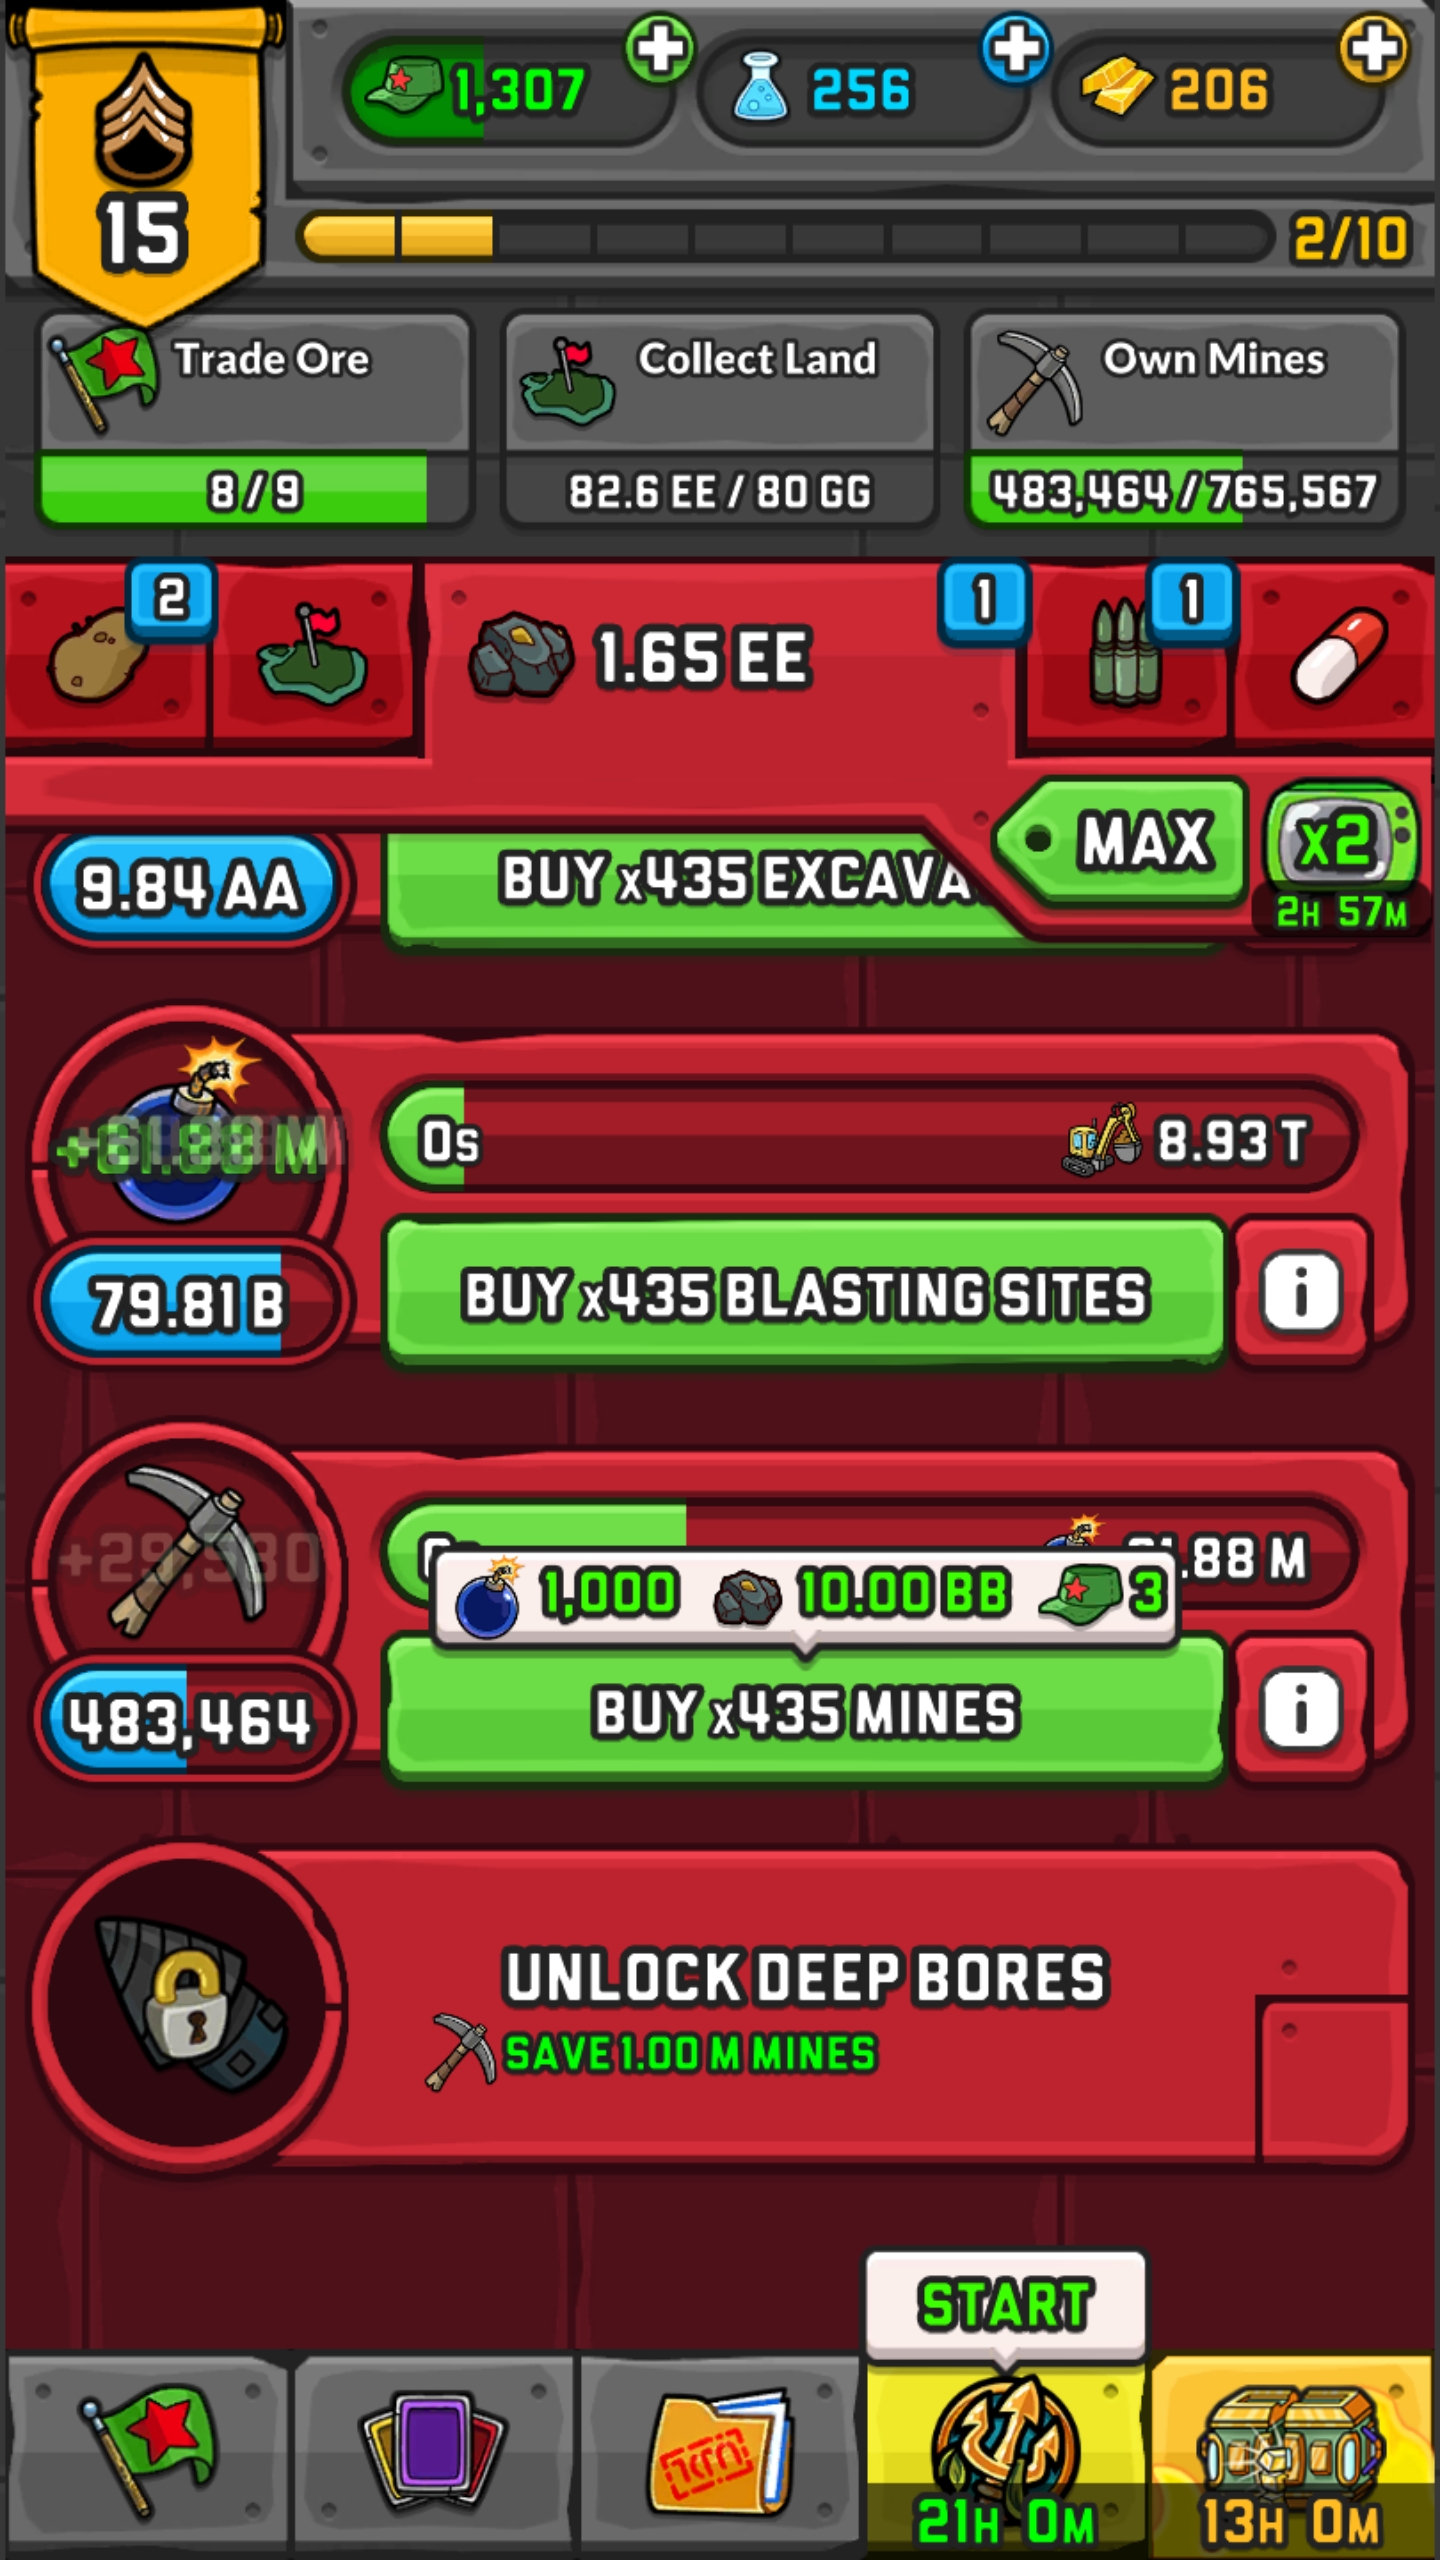 1,307
256
206
15
2/10
Trade Ore
Collect Land
Own Mines
8/9
82.6 EE / 80 GG
483,464/765,567
2
1.65 EE
1
1
MAX
x2
2H 57M
9.84 AA
BUY x435 EXCAVA
+61.88 M
0s
8.93 T
79.81 B
BUY x435 BLASTING SITES
i
.88 M
1,000
10.00 BB
3
483,464
BUY x435 MINES
i
UNLOCK DEEP BORES
SAVE 1.00 M MINES
START
21H 0M
13H 0M